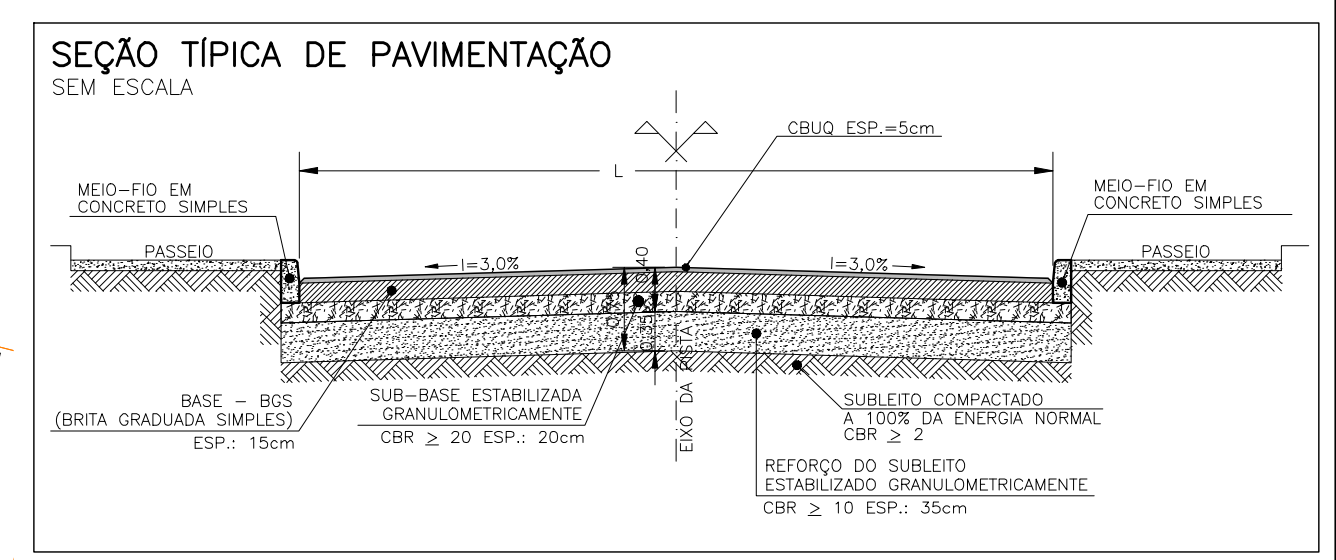 SEÇÃO TÍPICA DE PAVIMENTAÇÃO
SEM ESCALA
CBUQ ESP.=5cm
L
MEIO-FIO EM
CONCRETO SIMPLES
MEIO-FIO EM
CONCRETO SIMPLES
PASSEIO
I=3,0%
I=3,0%
PASSEIO
0,40
EIXO DA PISTA
BASE - BGS
(BRITA GRADUADA SIMPLES)
ESP.: 15cm
SUB-BASE ESTABILIZADA
GRANULOMETRICAMENTE
CBR ≥ 20 ESP.: 20cm
SUBLEITO COMPACTADO
A 100% DA ENERGIA NORMAL
CBR ≥ 2
REFORÇO DO SUBLEITO
ESTABILIZADO GRANULOMETRICAMENTE
CBR ≥ 10 ESP.: 35cm